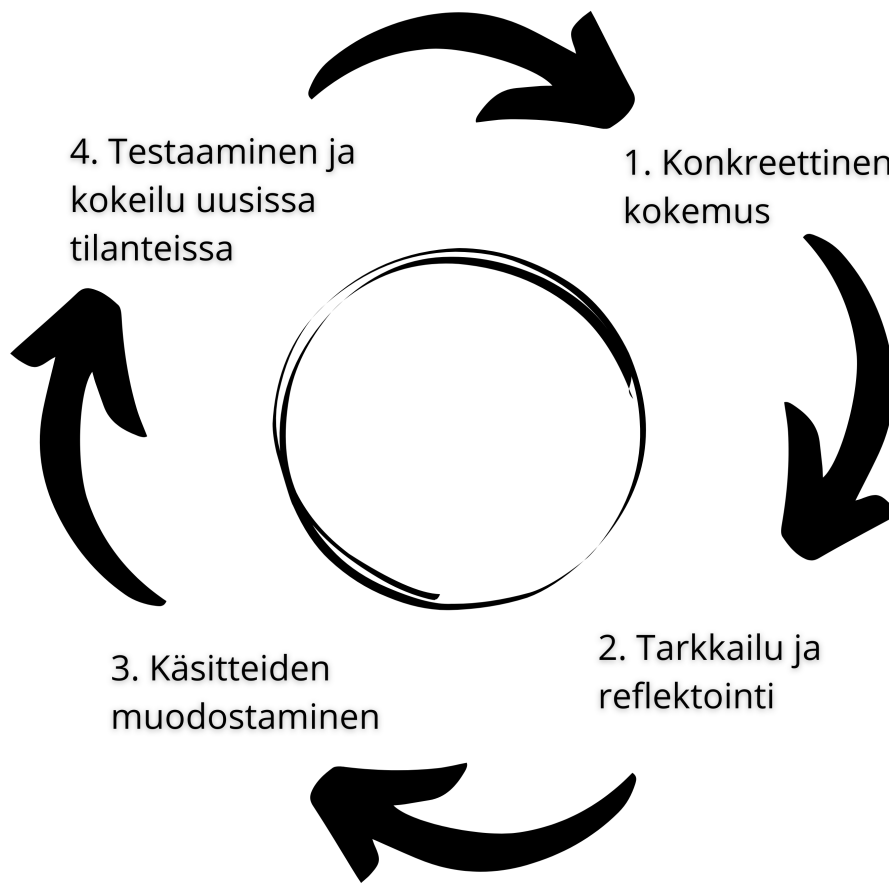 1. Konkreettinen
kokemus
2. Tarkkailu ja
reflektointi
3. Käsitteiden
muodostaminen
4. Testaaminen ja
kokeilu uusissa
tilanteissa